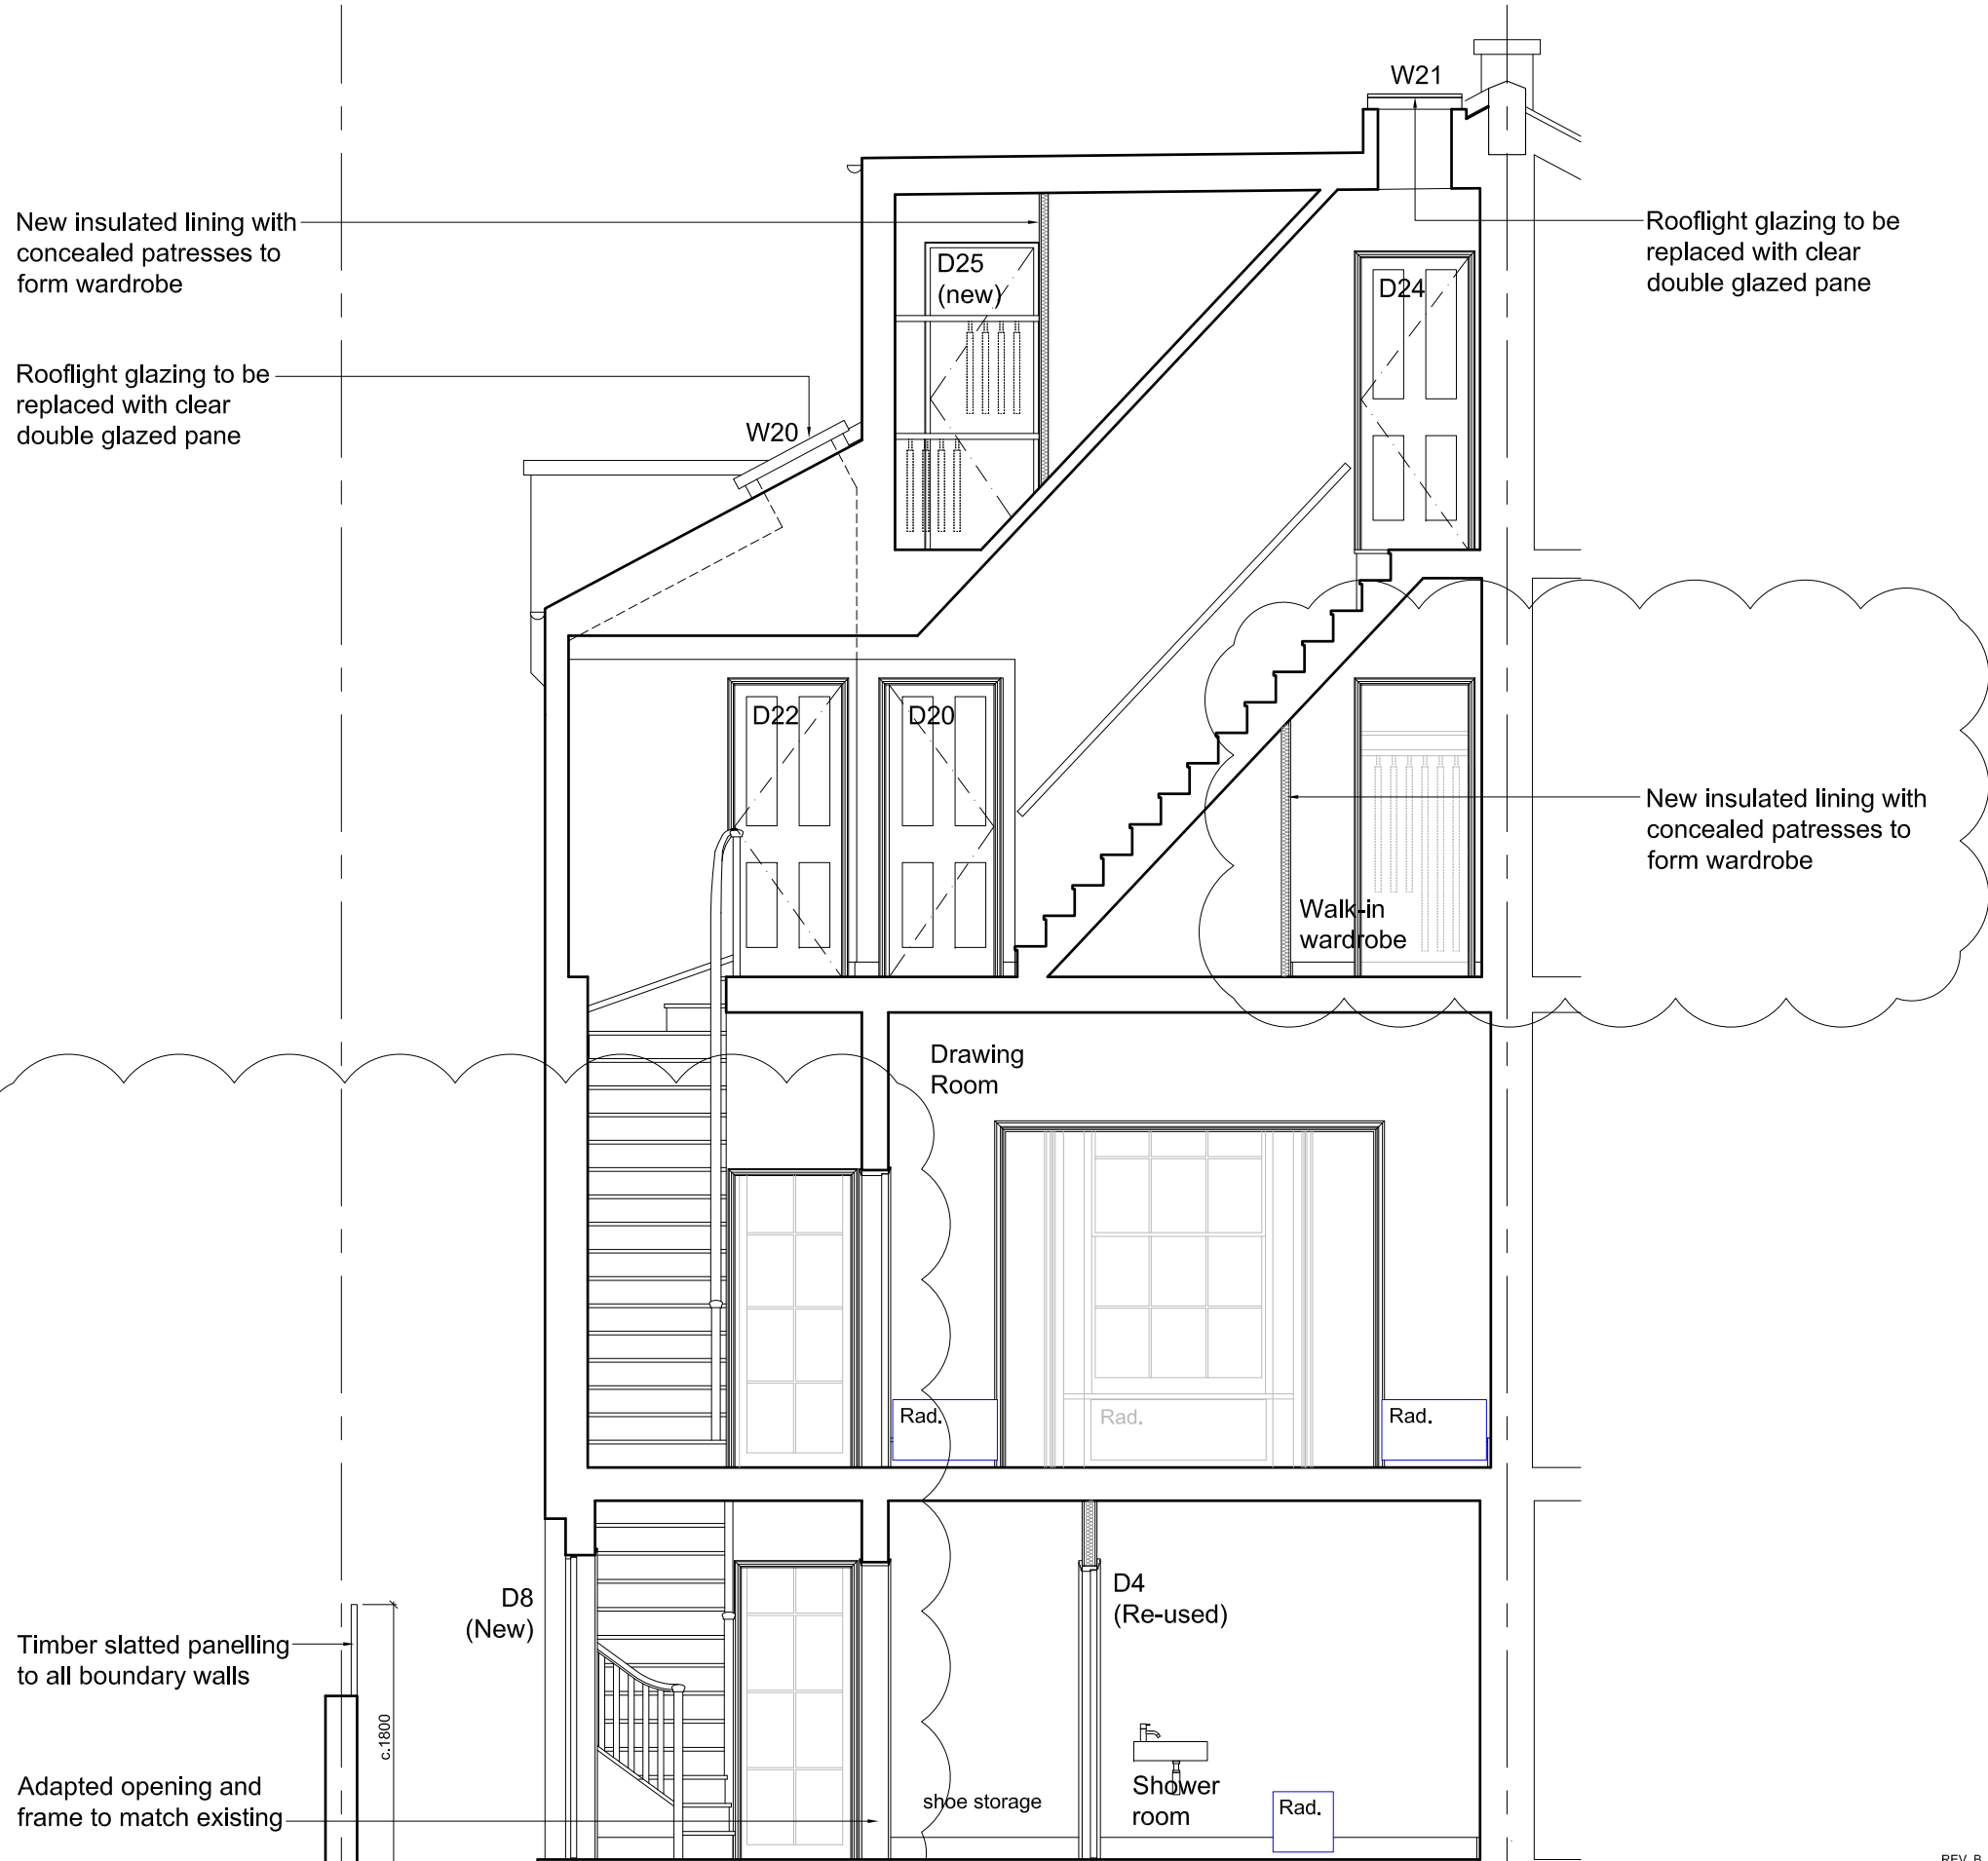 W21
New insulated lining with
concealed patresses to
form wardrobe
Rooflight glazing to be
replaced with clear
double glazed pane
D25
(new)
D24
Rooflight glazing to be
replaced with clear
double glazed pane
W20
D22
D20
New insulated lining with
concealed patresses to
form wardrobe
Walk-in
wardrobe
Drawing
Room
Rad.
Rad.
Rad.
D8
(New)
D4
(Re-used)
Timber slatted panelling
to all boundary walls
c.1800
Adapted opening and
frame to match existing
shoe storage
Shower
room
Rad.
REV. B